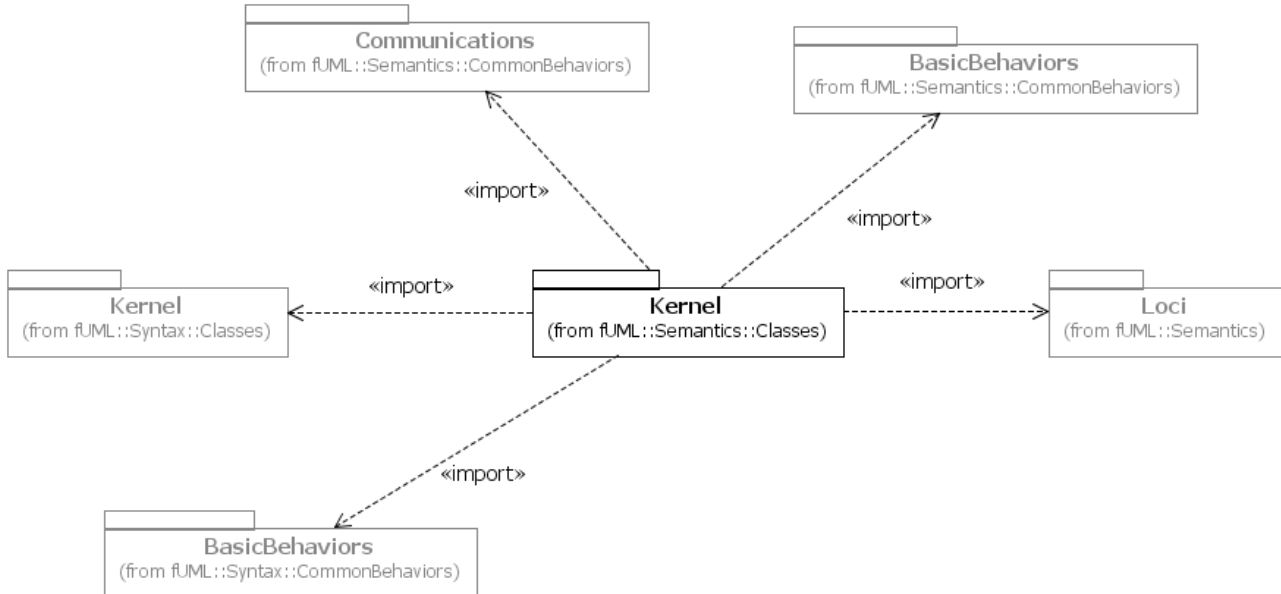 Communications
(from fUML::Semantics::CommonBehaviors)
BasicBehaviors
(from fUML::Semantics::CommonBehaviors)
«import»
«import»
Kernel
(from fUML::Syntax::Classes)
«import»
Kernel
(from fUML::Semantics::Classes)
«import»
Loci
(from fUML::Semantics)
«import»
BasicBehaviors
(from fUML::Syntax::CommonBehaviors)